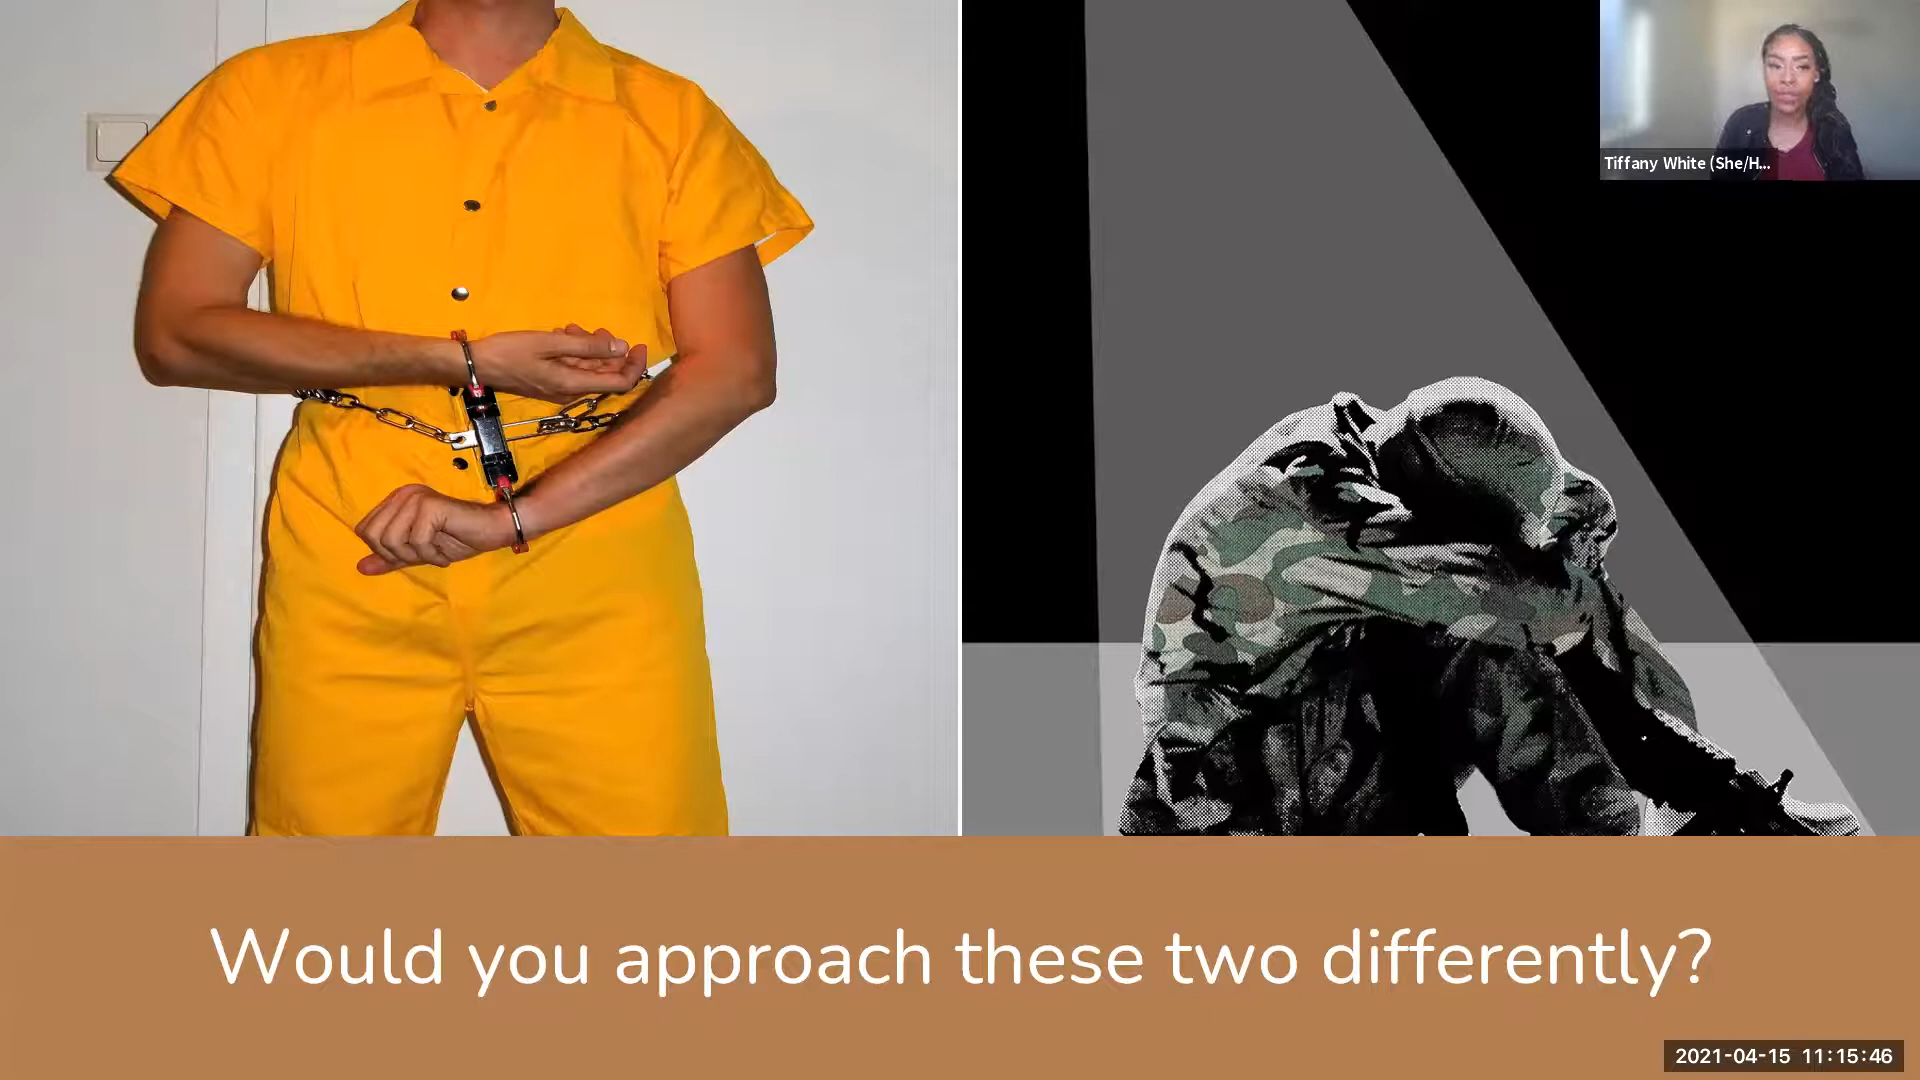 Tiffany White (She/H...
Would you approach these two differently?
2021-04-15 11:15:46